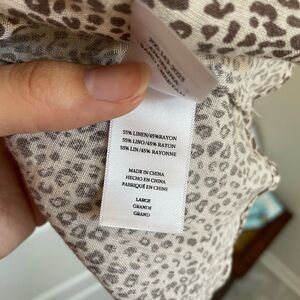 55% LINEN/45%RAYON
55% LINO/45% RAYON
55% LIN/45% RAYONNE
MADE IN CHINA
HECHO EN CHINA
FABRIQUÉ EN CHINE
LARGE
GRANDE
GRAND